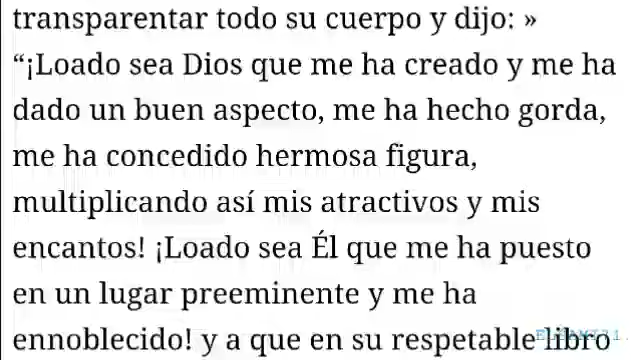 transparentar todo su cuerpo y dijo: »
“¡Loado sea Dios que me ha creado y me ha
dado un buen aspecto, me ha hecho gorda,
me ha concedido hermosa figura,
multiplicando así mis atractivos y mis
encantos! ¡Loado sea Él que me ha puesto
en un lugar preeminente y me ha
ennoblecido! y a que en su respetable libro